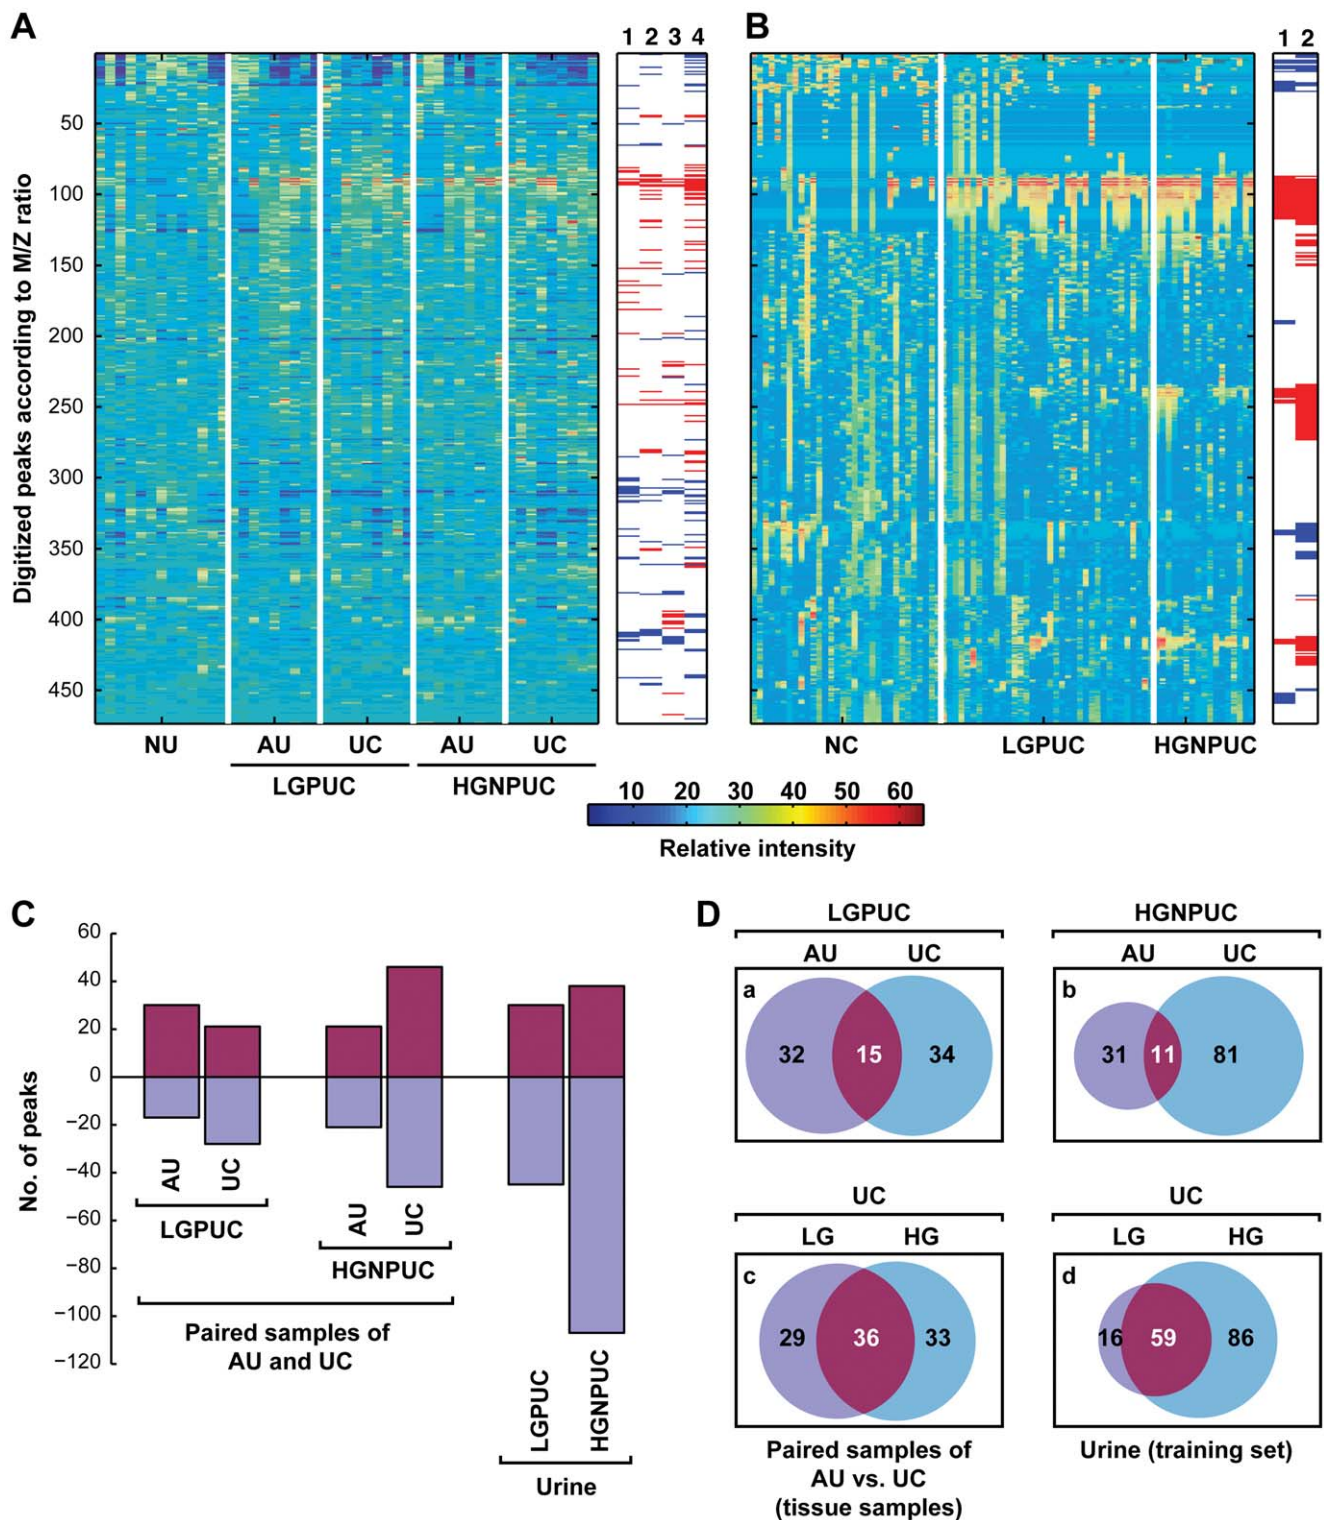 A
1 2 3 4
B
1 2
Digitized peaks according to M/Z ratio
50
100
150
200
250
300
350
400
450
NU
AU
UC
AU
UC
LGPUC
HGNPUC
NC
LGPUC
HGNPUC
10 20 30 40 50 60
Relative intensity
C
No. of peaks
60
40
20
0
−20
−40
−60
−80
−100
−120
AU
UC
LGPUC
AU
UC
HGNPUC
Paired samples of
AU and UC
LGPUC
HGNPUC
Urine
D
LGPUC
AU UC
a
32 15 34
HGNPUC
AU UC
b
31 11 81
UC
LG HG
c
29 36 33
Paired samples of
AU vs. UC
(tissue samples)
UC
LG HG
d
16 59 86
Urine (training set)